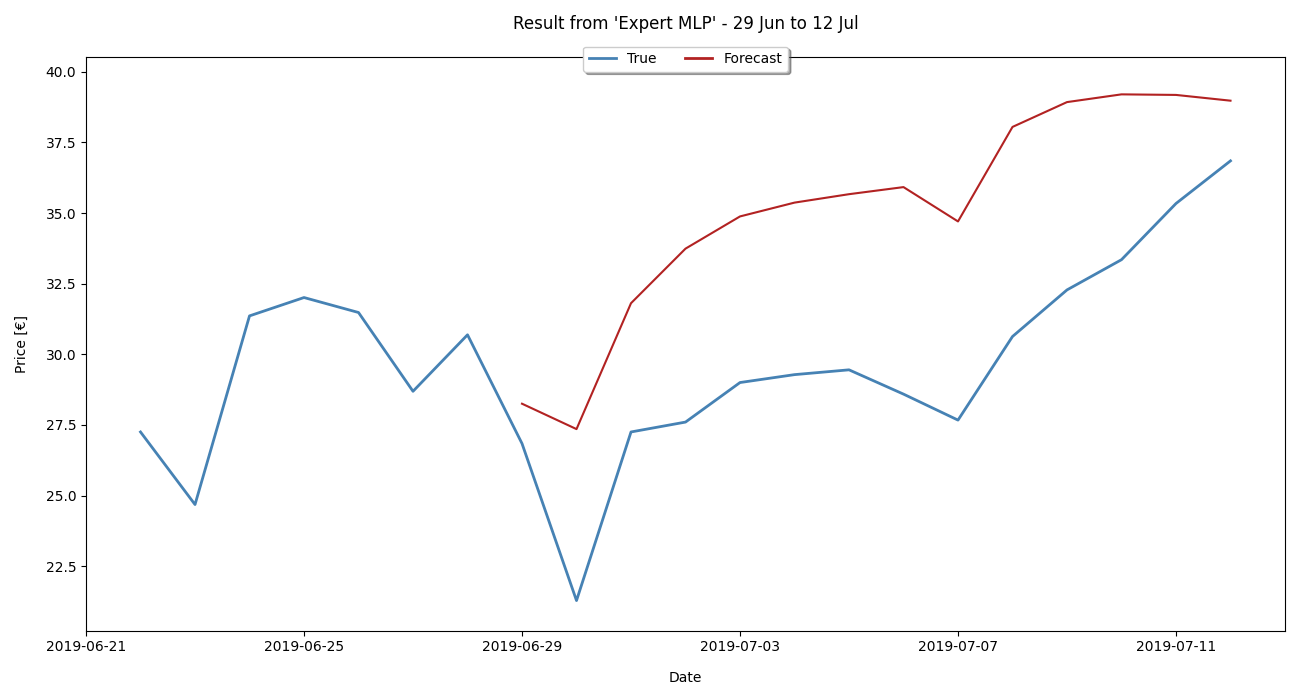 Result from 'Expert MLP' - 29 Jun to 12 Jul
True
Forecast
40.0
37.5
35.0
32.5
30.0
27.5
25.0
22.5
Price [€]
2019-06-21
2019-06-25
2019-06-29
2019-07-03
2019-07-07
2019-07-11
Date